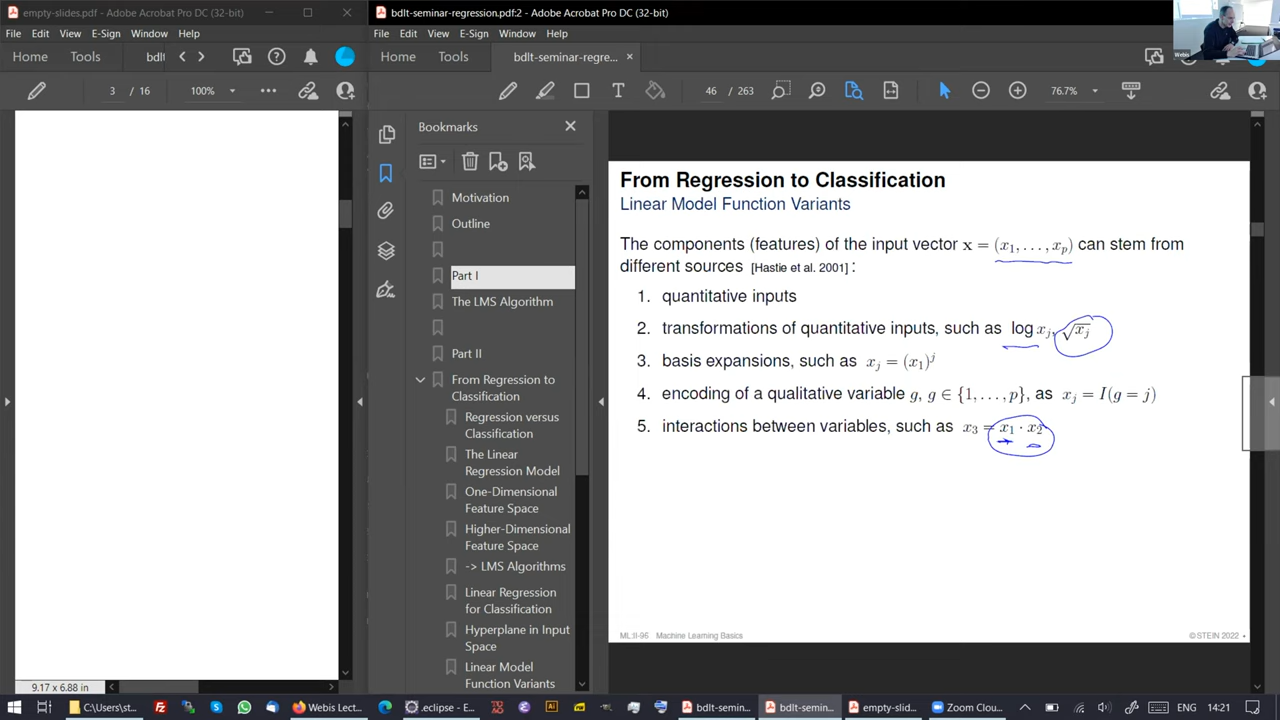 empty-slides.pdf - Adobe Acrobat Pro DC (32-bit)
File Edit View E-Sign Window Help
Home Tools bdlt
3 / 16 100%
9.17 x 6.88 in
bdlt-seminar-regression.pdf:2 - Adobe Acrobat Pro DC (32-bit)
File Edit View E-Sign Window Help
Home Tools bdlt-seminar-regre...
46 / 263 76.7%
Webis
Bookmarks
Motivation
Outline
Part I
The LMS Algorithm
Part II
From Regression to
Classification
Regression versus
Classification
The Linear
Regression Model
One-Dimensional
Feature Space
Higher-Dimensional
Feature Space
-> LMS Algorithms
Linear Regression
for Classification
Hyperplane in Input
Space
Linear Model
Function Variants
From Regression to Classification
Linear Model Function Variants
The components (features) of the input vector x = (x₁, . . . , xₚ) can stem from
different sources [Hastie et al. 2001] :
1. quantitative inputs
2. transformations of quantitative inputs, such as log xⱼ, √xⱼ
3. basis expansions, such as xⱼ = (x₁)ʲ
4. encoding of a qualitative variable g, g ∈ {1, . . . , p}, as xⱼ = I(g = j)
5. interactions between variables, such as x₃ = x₁ · x₂
ML:II-96 Machine Learning Basics ©STEIN 2022
C:\Users\st... Webis Lect... .eclipse - E... bdlt-semin... bdlt-semin... empty-slid... Zoom Clou... ENG 14:21